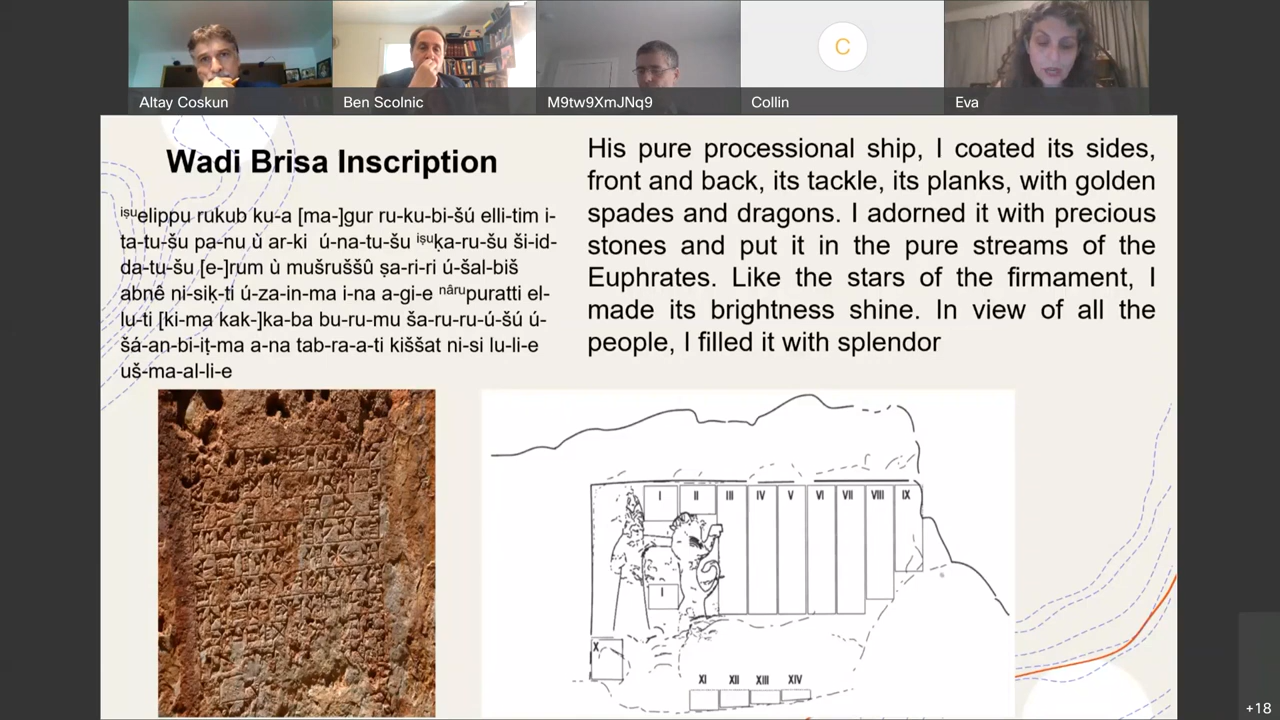 Altay Coskun
Ben Scolnic
M9tw9XmJNq9
C
Collin
Eva
Wadi Brisa Inscription
iṣuelippu rukub ku-a [ma-]gur ru-ku-bi-šú elli-tim i-
ta-tu-šu pa-nu ù ar-ki ú-na-tu-šu iṣuḳa-ru-šu ši-id-
da-tu-šu [e-]rum ù mušruššû ṣa-ri-ri ú-šal-biš
abnê ni-siḳ-ti ú-za-in-ma i-na a-gi-e nârupuratti el-
lu-ti [ki-ma kak-]ka-ba bu-ru-mu ša-ru-ru-ú-šú ú-
šá-an-bi-iṭ-ma a-na tab-ra-a-ti kiššat ni-si lu-li-e
uš-ma-al-li-e
His pure processional ship, I coated its sides,
front and back, its tackle, its planks, with golden
spades and dragons. I adorned it with precious
stones and put it in the pure streams of the
Euphrates. Like the stars of the firmament, I
made its brightness shine. In view of all the
people, I filled it with splendor
I II III IV V VI VII VIII IX
I
X
XI XII XIII XIV
+18